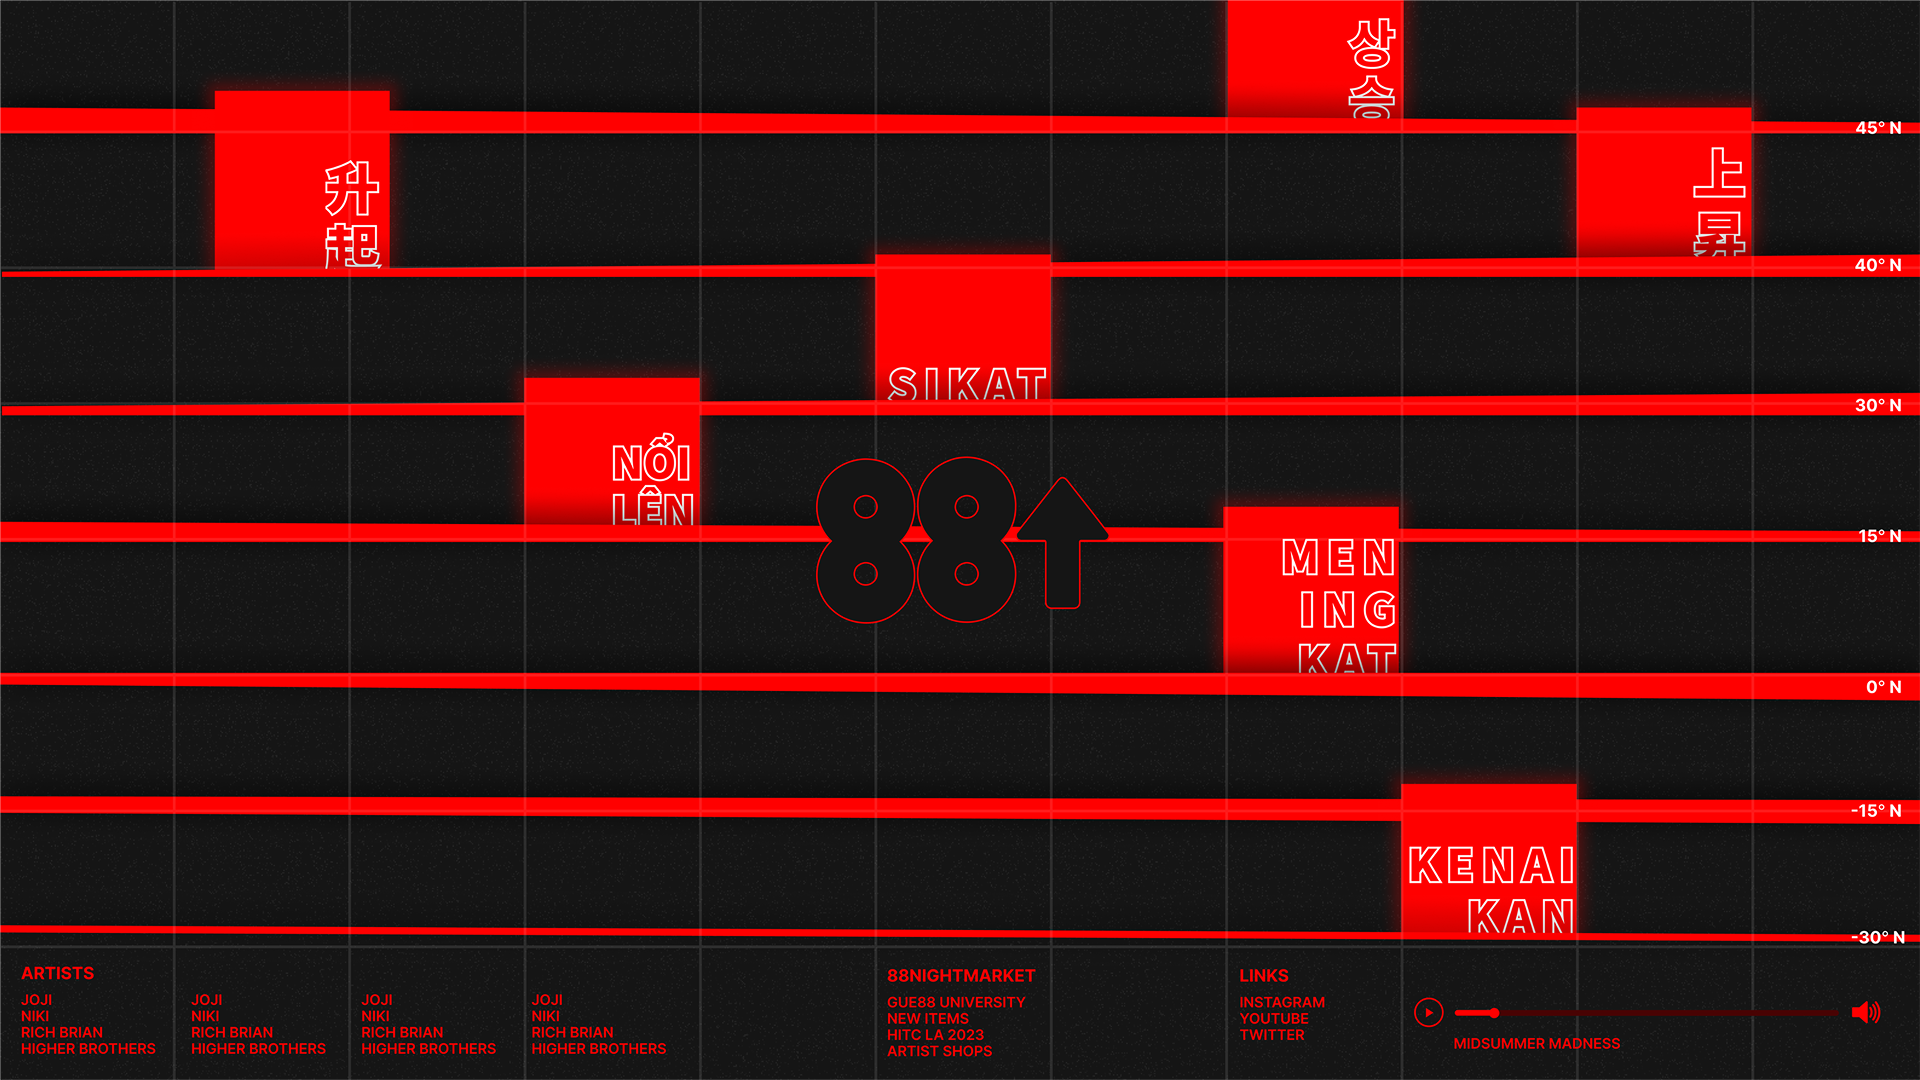 상
승
45° N
升
起
上
昇
40° N
SIKAT
30° N
NỔI
LÊN
88
15° N
MEN
ING
KAT
0° N
-15° N
KENAI
KAN
-30° N
ARTISTS
JOJI
NIKI
RICH BRIAN
HIGHER BROTHERS
JOJI
NIKI
RICH BRIAN
HIGHER BROTHERS
JOJI
NIKI
RICH BRIAN
HIGHER BROTHERS
JOJI
NIKI
RICH BRIAN
HIGHER BROTHERS
88NIGHTMARKET
GUE88 UNIVERSITY
NEW ITEMS
HITC LA 2023
ARTIST SHOPS
LINKS
INSTAGRAM
YOUTUBE
TWITTER
MIDSUMMER MADNESS